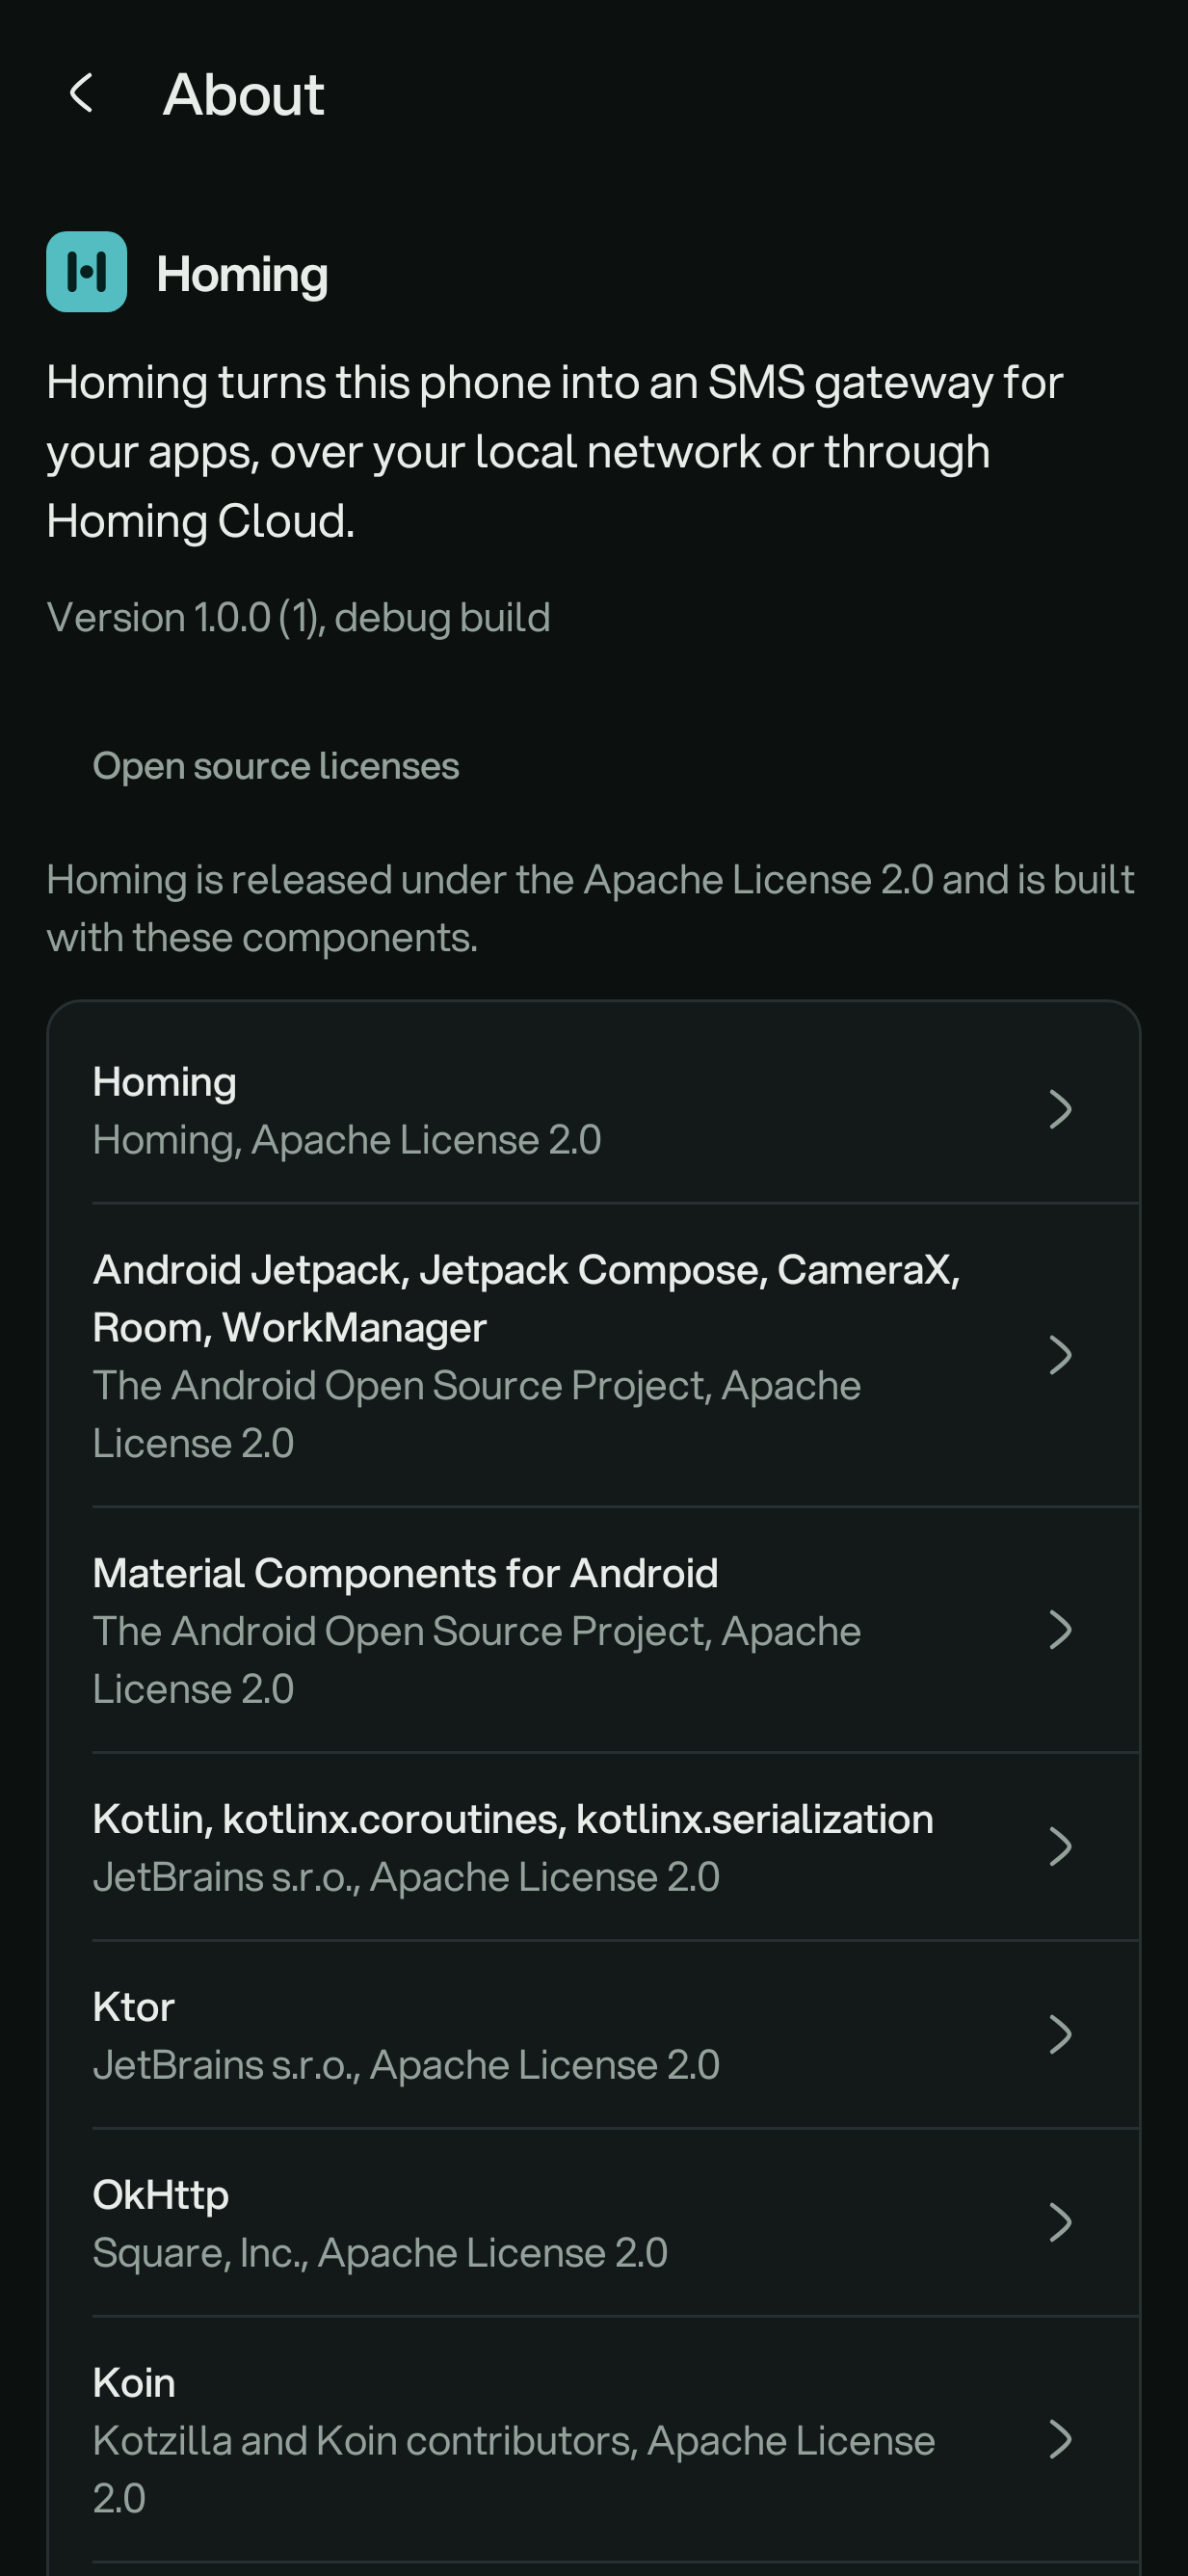 About
Homing
Homing turns this phone into an SMS gateway for
your apps, over your local network or through
Homing Cloud.
Version 1.0.0 (1), debug build
Open source licenses
Homing is released under the Apache License 2.0 and is built
with these components.
Homing
Homing, Apache License 2.0
Android Jetpack, Jetpack Compose, CameraX,
Room, WorkManager
The Android Open Source Project, Apache
License 2.0
Material Components for Android
The Android Open Source Project, Apache
License 2.0
Kotlin, kotlinx.coroutines, kotlinx.serialization
JetBrains s.r.o., Apache License 2.0
Ktor
JetBrains s.r.o., Apache License 2.0
OkHttp
Square, Inc., Apache License 2.0
Koin
Kotzilla and Koin contributors, Apache License
2.0